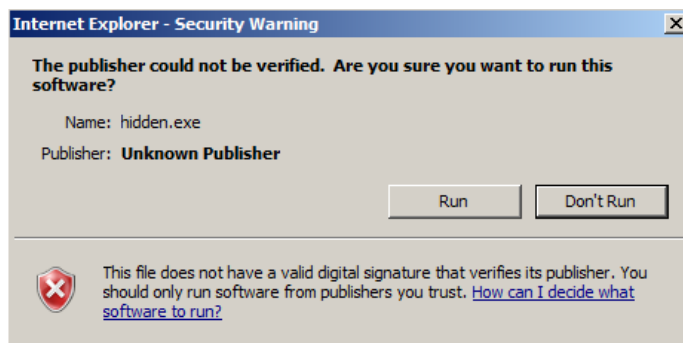 Internet Explorer - Security Warning
The publisher could not be verified.  Are you sure you want to run this
software?
Name: hidden.exe
Publisher: Unknown Publisher
Run
Don't Run
This file does not have a valid digital signature that verifies its publisher. You
should only run software from publishers you trust. How can I decide what
software to run?